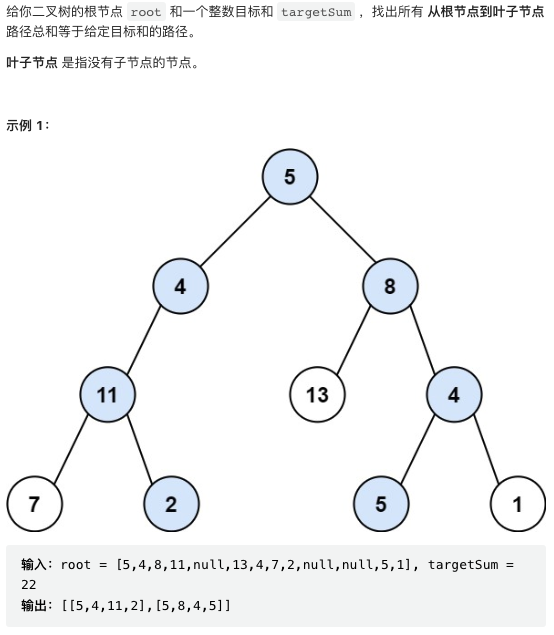 给你二叉树的根节点 root 和一个整数目标和 targetSum ，找出所有 从根节点到叶子节点
路径总和等于给定目标和的路径。
叶子节点 是指没有子节点的节点。
示例 1：
5
4
8
11
13
4
7
2
5
1
输入：root = [5,4,8,11,null,13,4,7,2,null,null,5,1], targetSum =
22
输出：[[5,4,11,2],[5,8,4,5]]